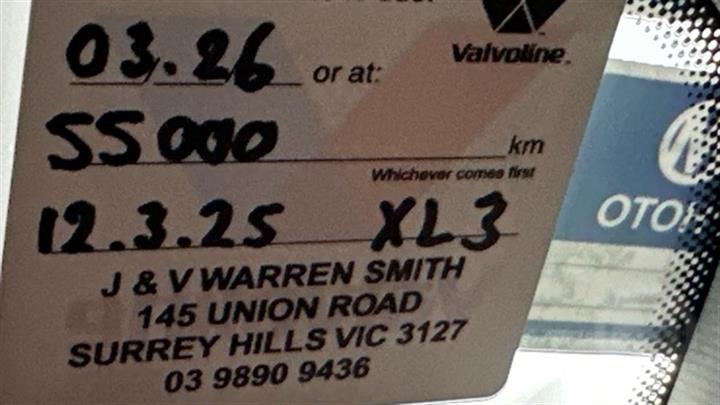 03.26 or at:
Valvoline.
55000 km
Whichever comes first
12.3.25 XL3
J & V WARREN SMITH
145 UNION ROAD
SURREY HILLS VIC 3127
03 9890 9436